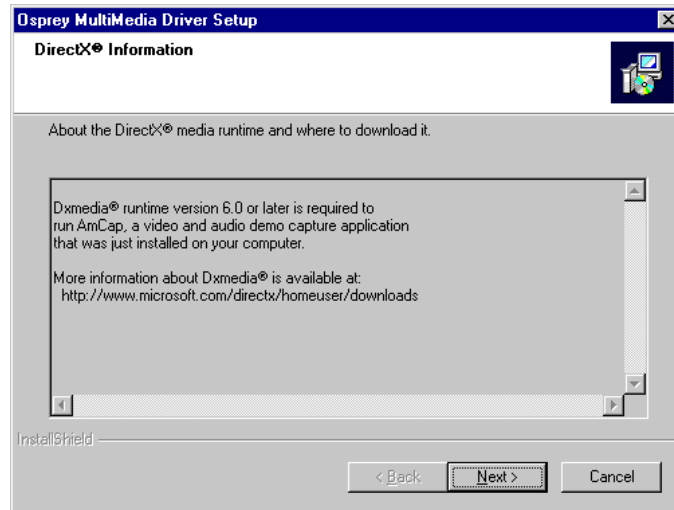 Osprey MultiMedia Driver Setup
DirectX® Information
About the DirectX® media runtime and where to download it.
Dxmedia® runtime version 6.0 or later is required to
run AmCap, a video and audio demo capture application
that was just installed on your computer.
More information about Dxmedia® is available at:
http://www.microsoft.com/directx/homeuser/downloads
InstallShield
< Back
Next >
Cancel